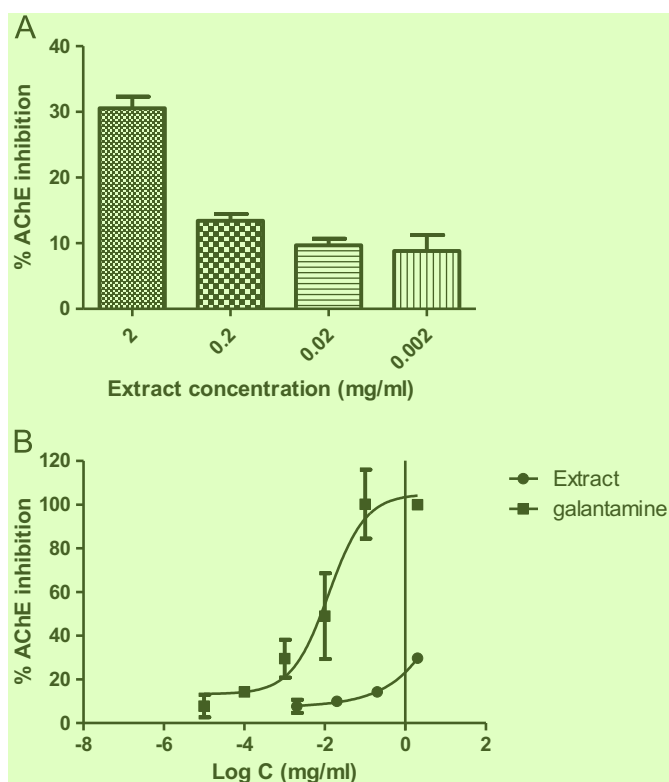 A
% AChE inhibition
40
30
20
10
0
2
0.2
0.02
0.002
Extract concentration (mg/ml)
B
% AChE inhibition
120
100
80
60
40
20
0
-8
-6
-4
-2
0
2
Log C (mg/ml)
Extract
galantamine